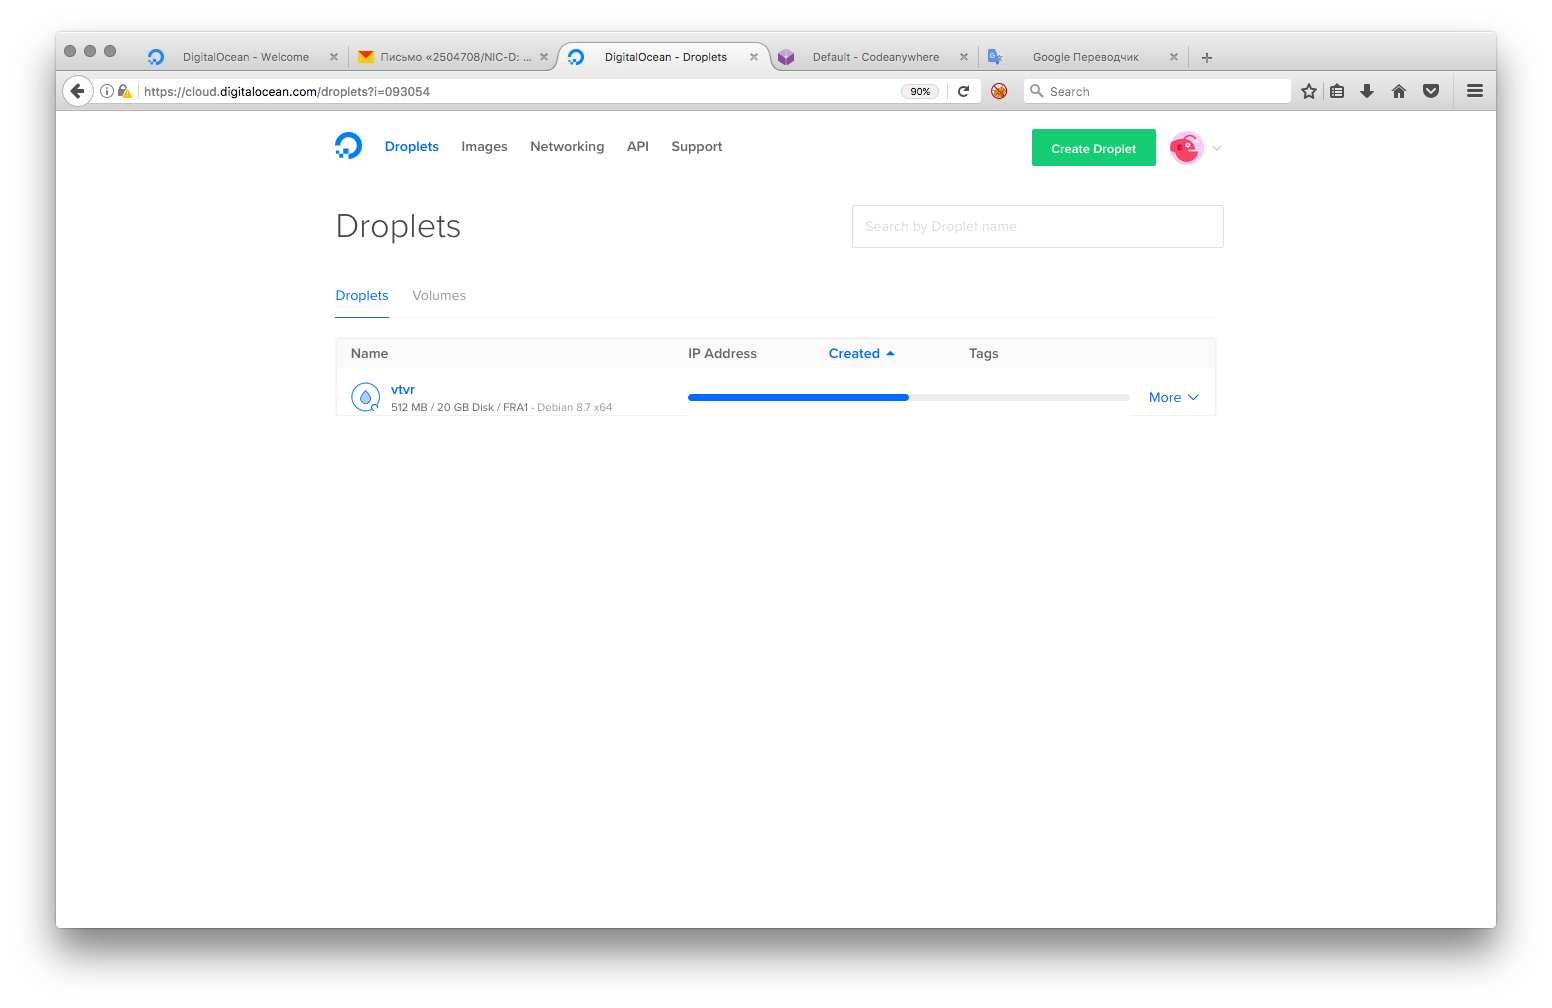 DigitalOcean - Welcome
Письмо «2504708/NIC-D: ...
DigitalOcean - Droplets
Default - Codeanywhere
Google Переводчик
https://cloud.digitalocean.com/droplets?i=093054
90%
Search
Droplets
Images
Networking
API
Support
Create Droplet
Droplets
Search by Droplet name
Droplets
Volumes
Name
IP Address
Created
Tags
vtvr
512 MB / 20 GB Disk / FRA1 - Debian 8.7 x64
More